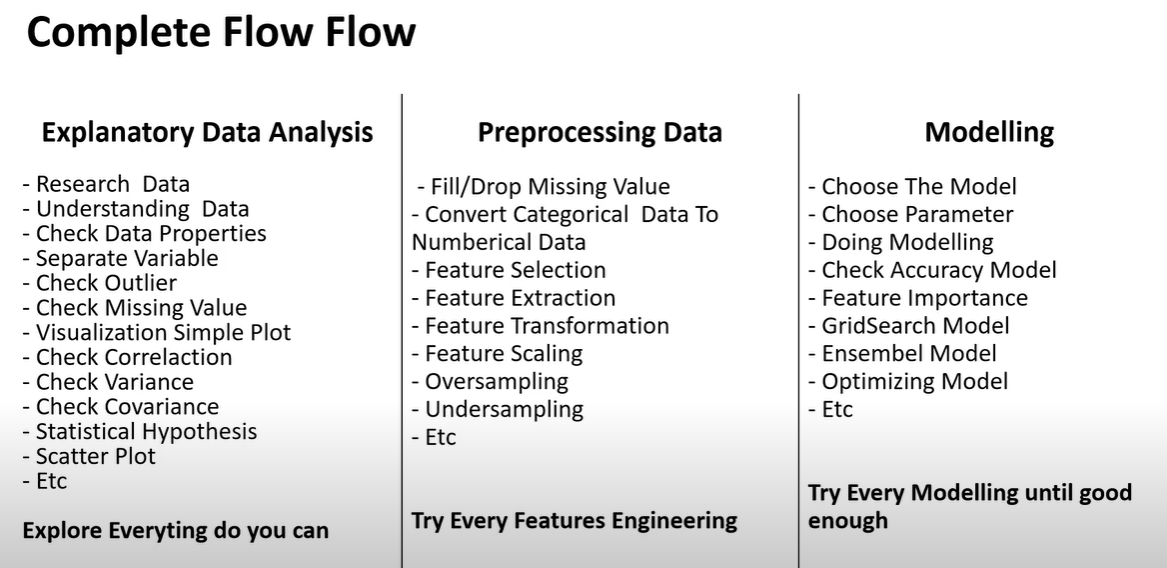 Complete Flow Flow
Explanatory Data Analysis
- Research Data
- Understanding Data
- Check Data Properties
- Separate Variable
- Check Outlier
- Check Missing Value
- Visualization Simple Plot
- Check Correlaction
- Check Variance
- Check Covariance
- Statistical Hypothesis
- Scatter Plot
- Etc
Explore Everyting do you can
Preprocessing Data
- Fill/Drop Missing Value
- Convert Categorical Data To
Numberical Data
- Feature Selection
- Feature Extraction
- Feature Transformation
- Feature Scaling
- Oversampling
- Undersampling
- Etc
Try Every Features Engineering
Modelling
- Choose The Model
- Choose Parameter
- Doing Modelling
- Check Accuracy Model
- Feature Importance
- GridSearch Model
- Ensembel Model
- Optimizing Model
- Etc
Try Every Modelling until good
enough